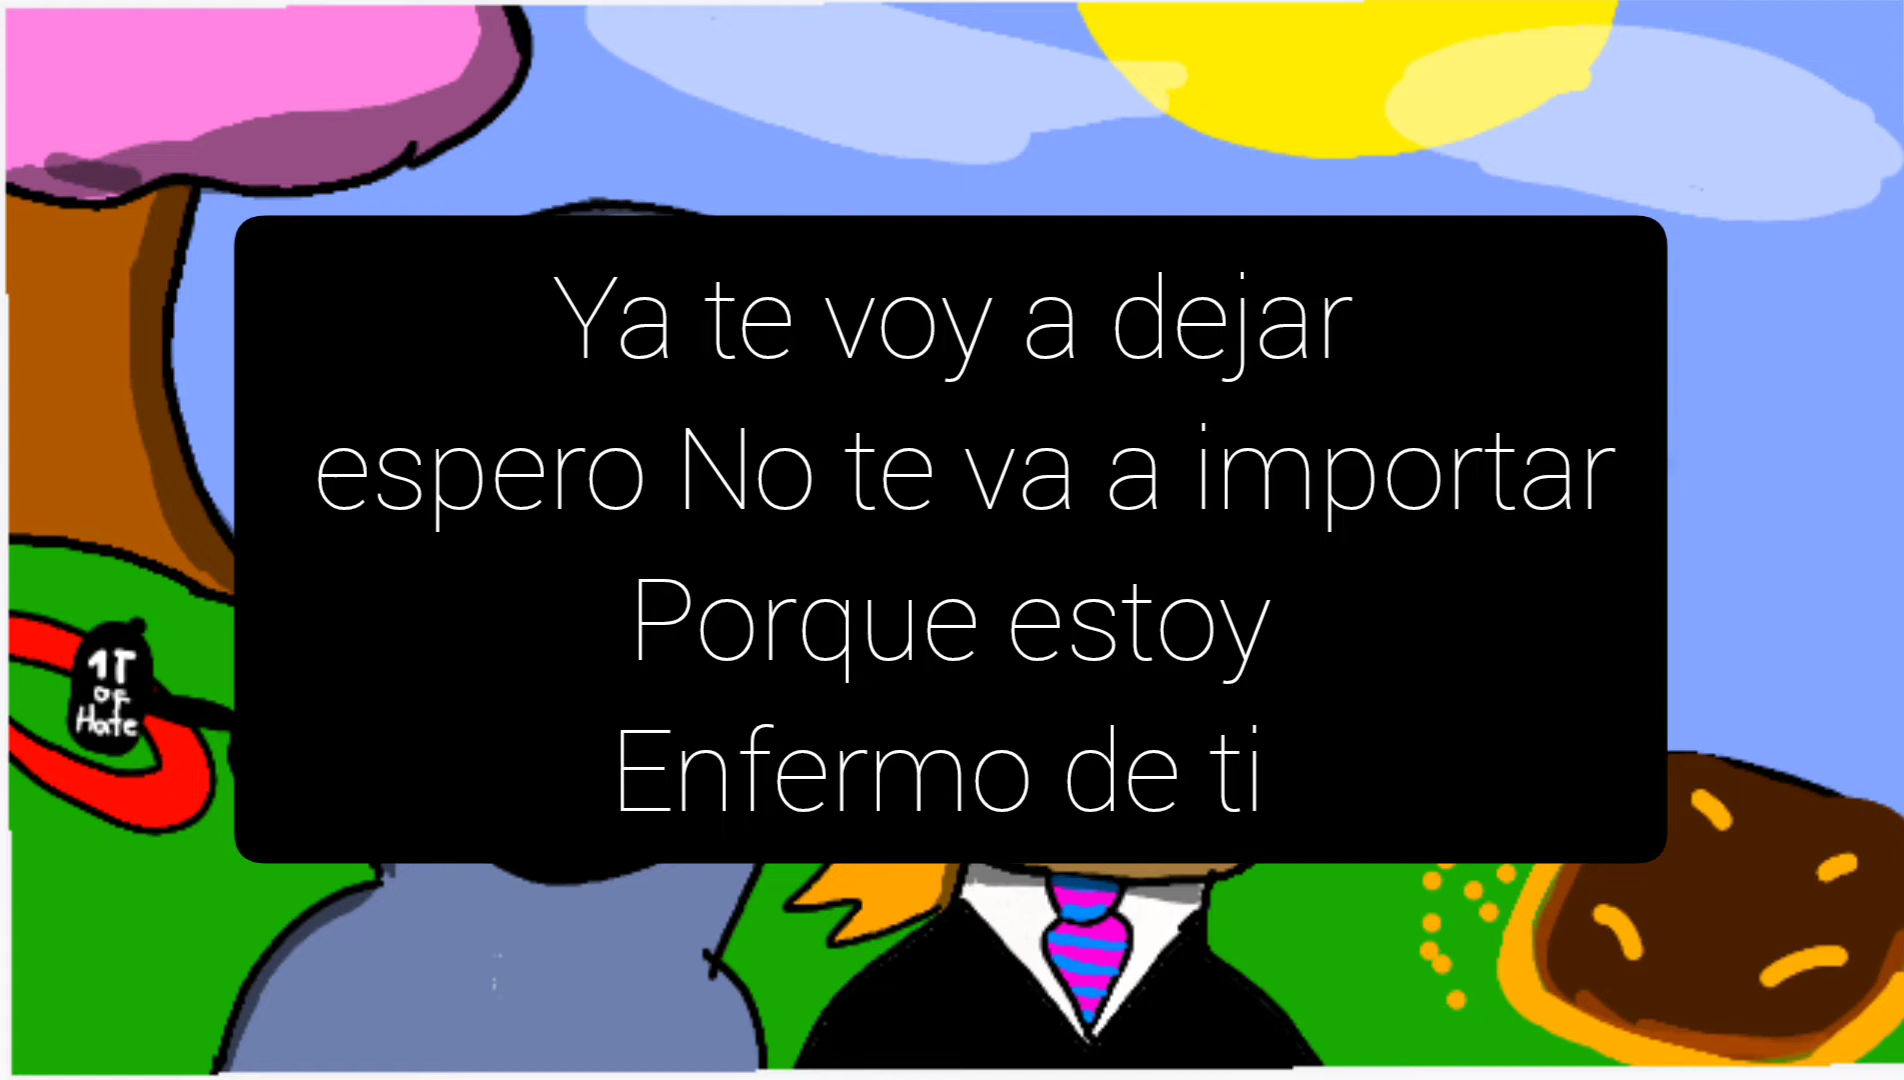 Ya te voy a dejar
espero No te va a importar
Porque estoy
Enfermo de ti
1T
of
Hate